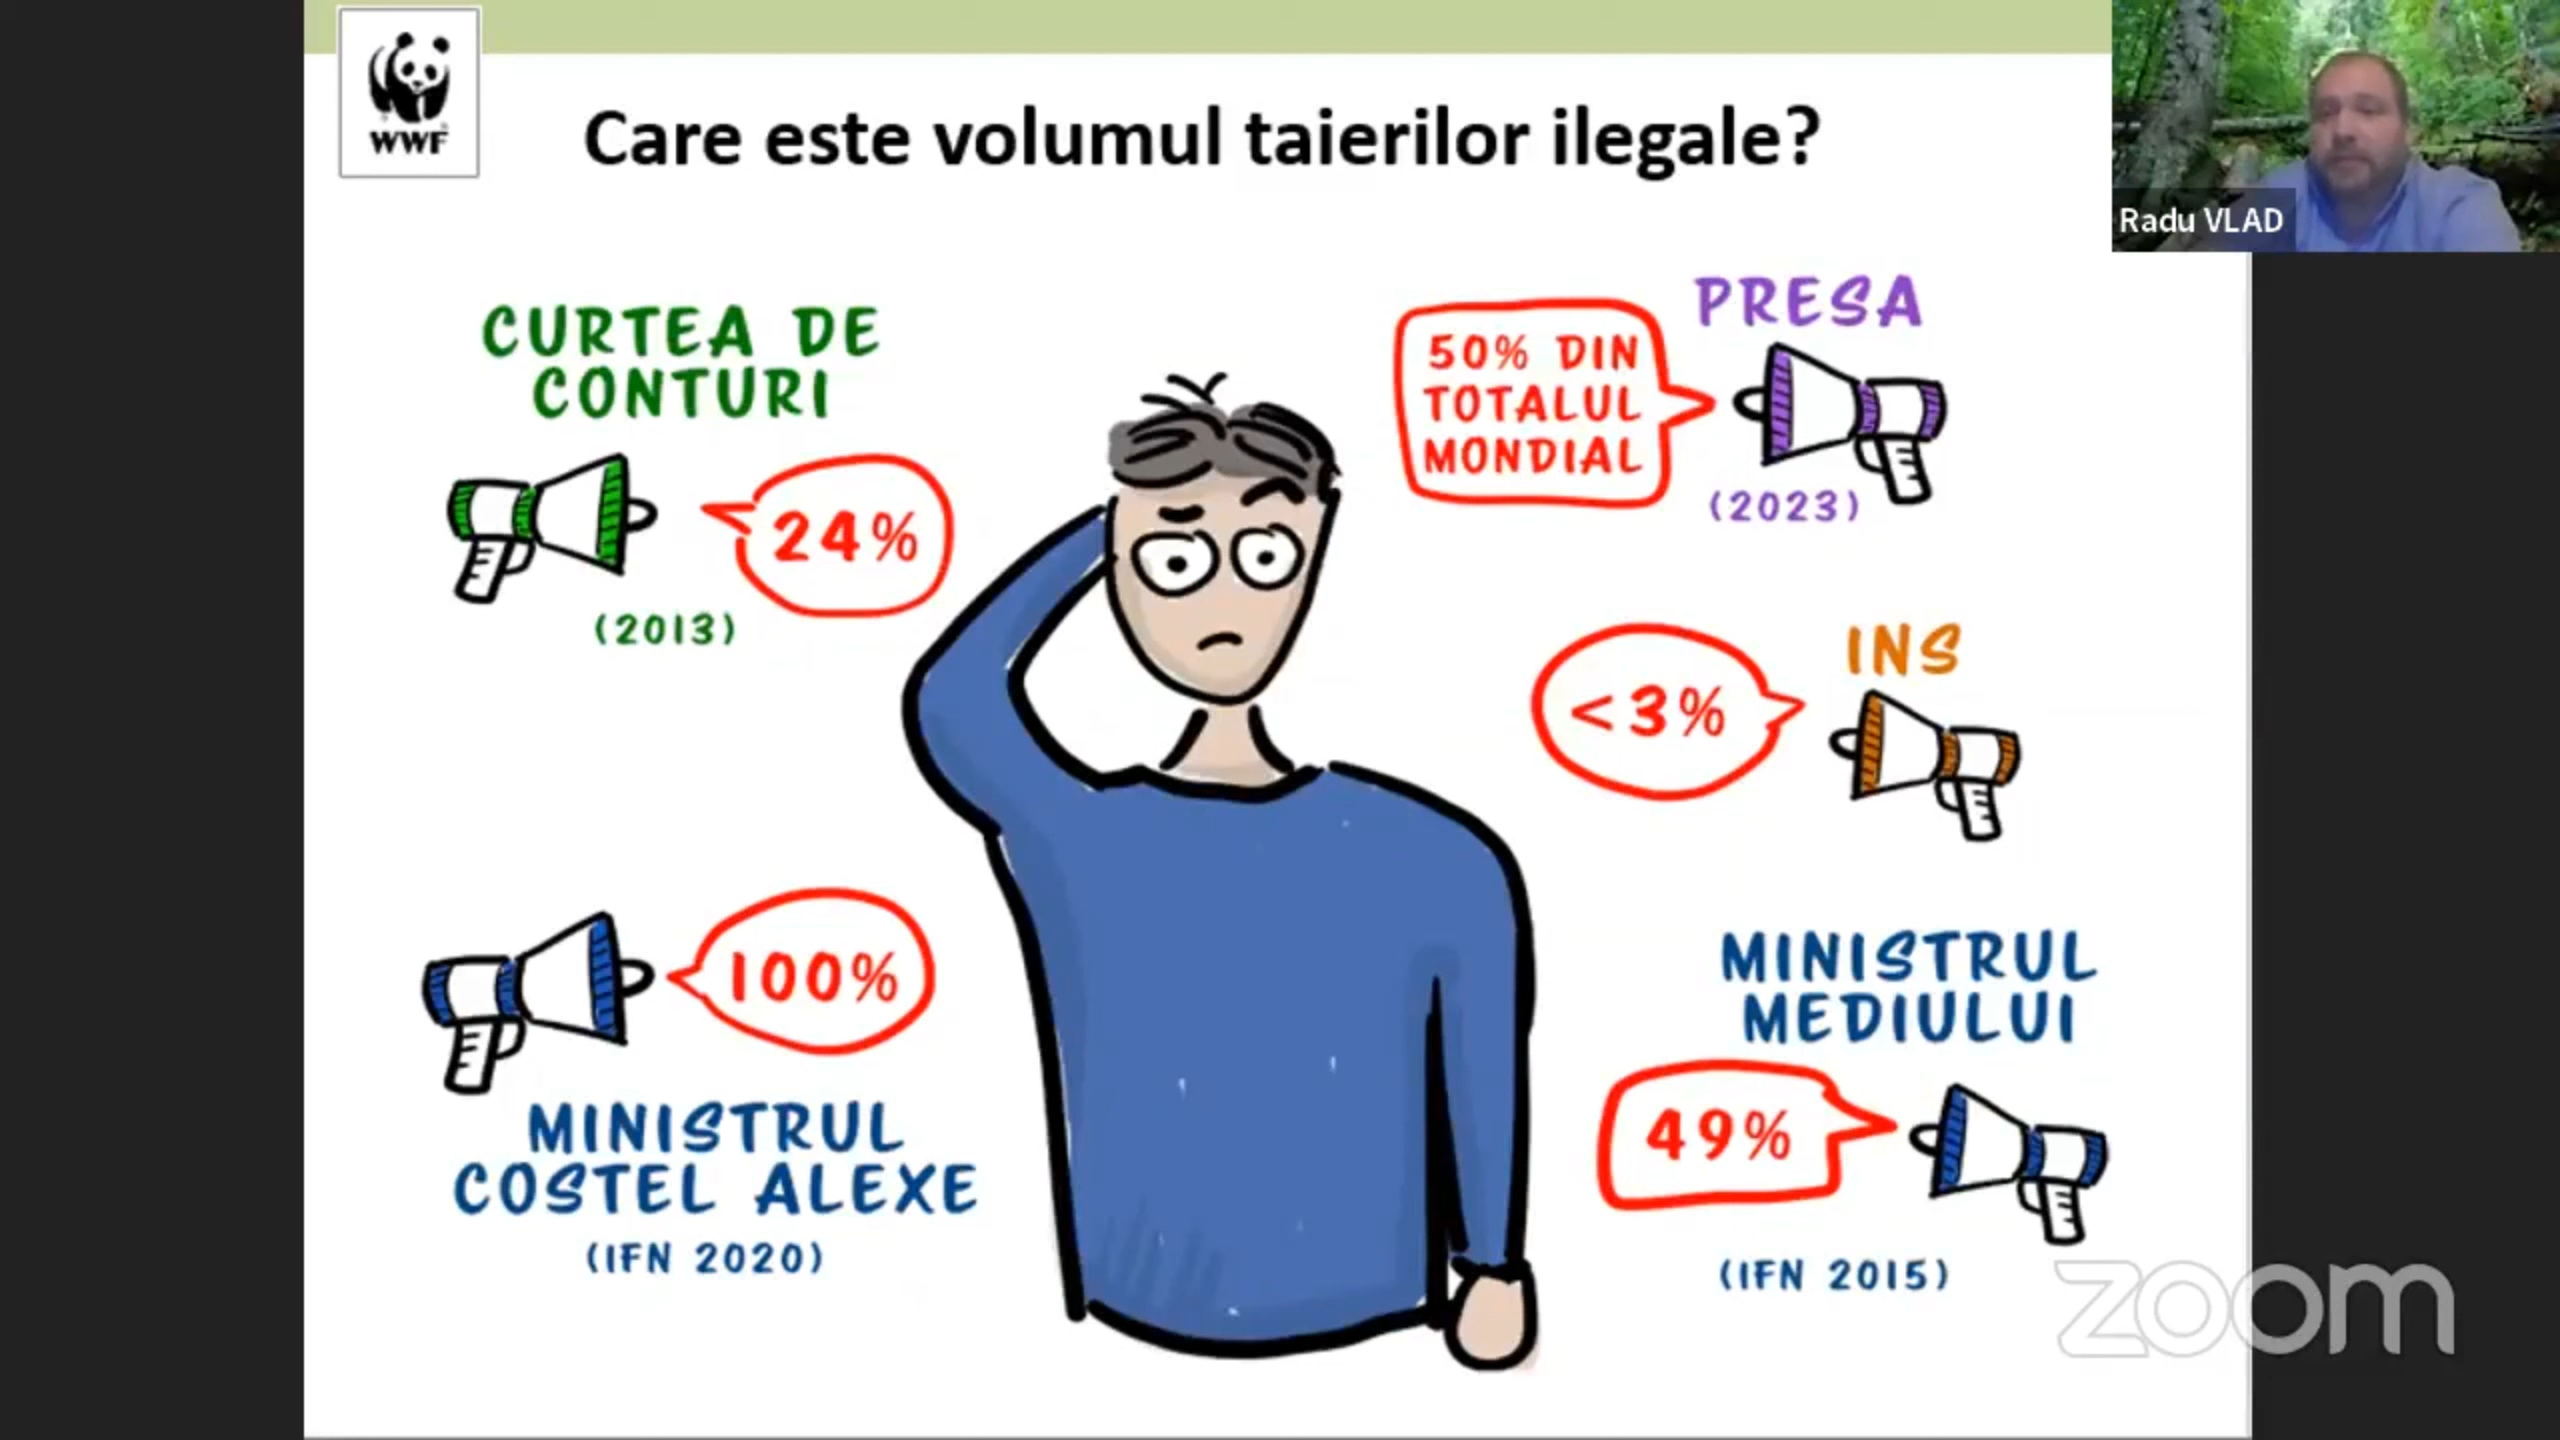 WWF
Care este volumul taierilor ilegale?
Radu VLAD
CURTEA DE
CONTURI
24%
(2013)
PRESA
50% DIN
TOTALUL
MONDIAL
(2023)
INS
<3%
100%
MINISTRUL
COSTEL ALEXE
(IFN 2020)
MINISTRUL
MEDIULUI
49%
(IFN 2015)
zoom